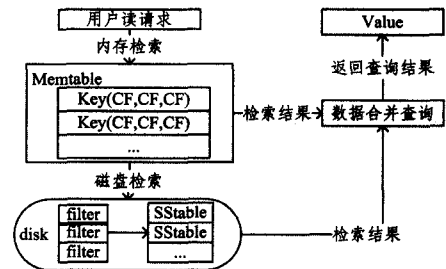 用户读请求
Value
内存检索
返回查询结果
Memtable
Key(CF,CF,CF)
Key(CF,CF,CF)
...
检索结果
数据合并查询
磁盘检索
disk
filter
filter
filter
SStable
SStable
...
检索结果